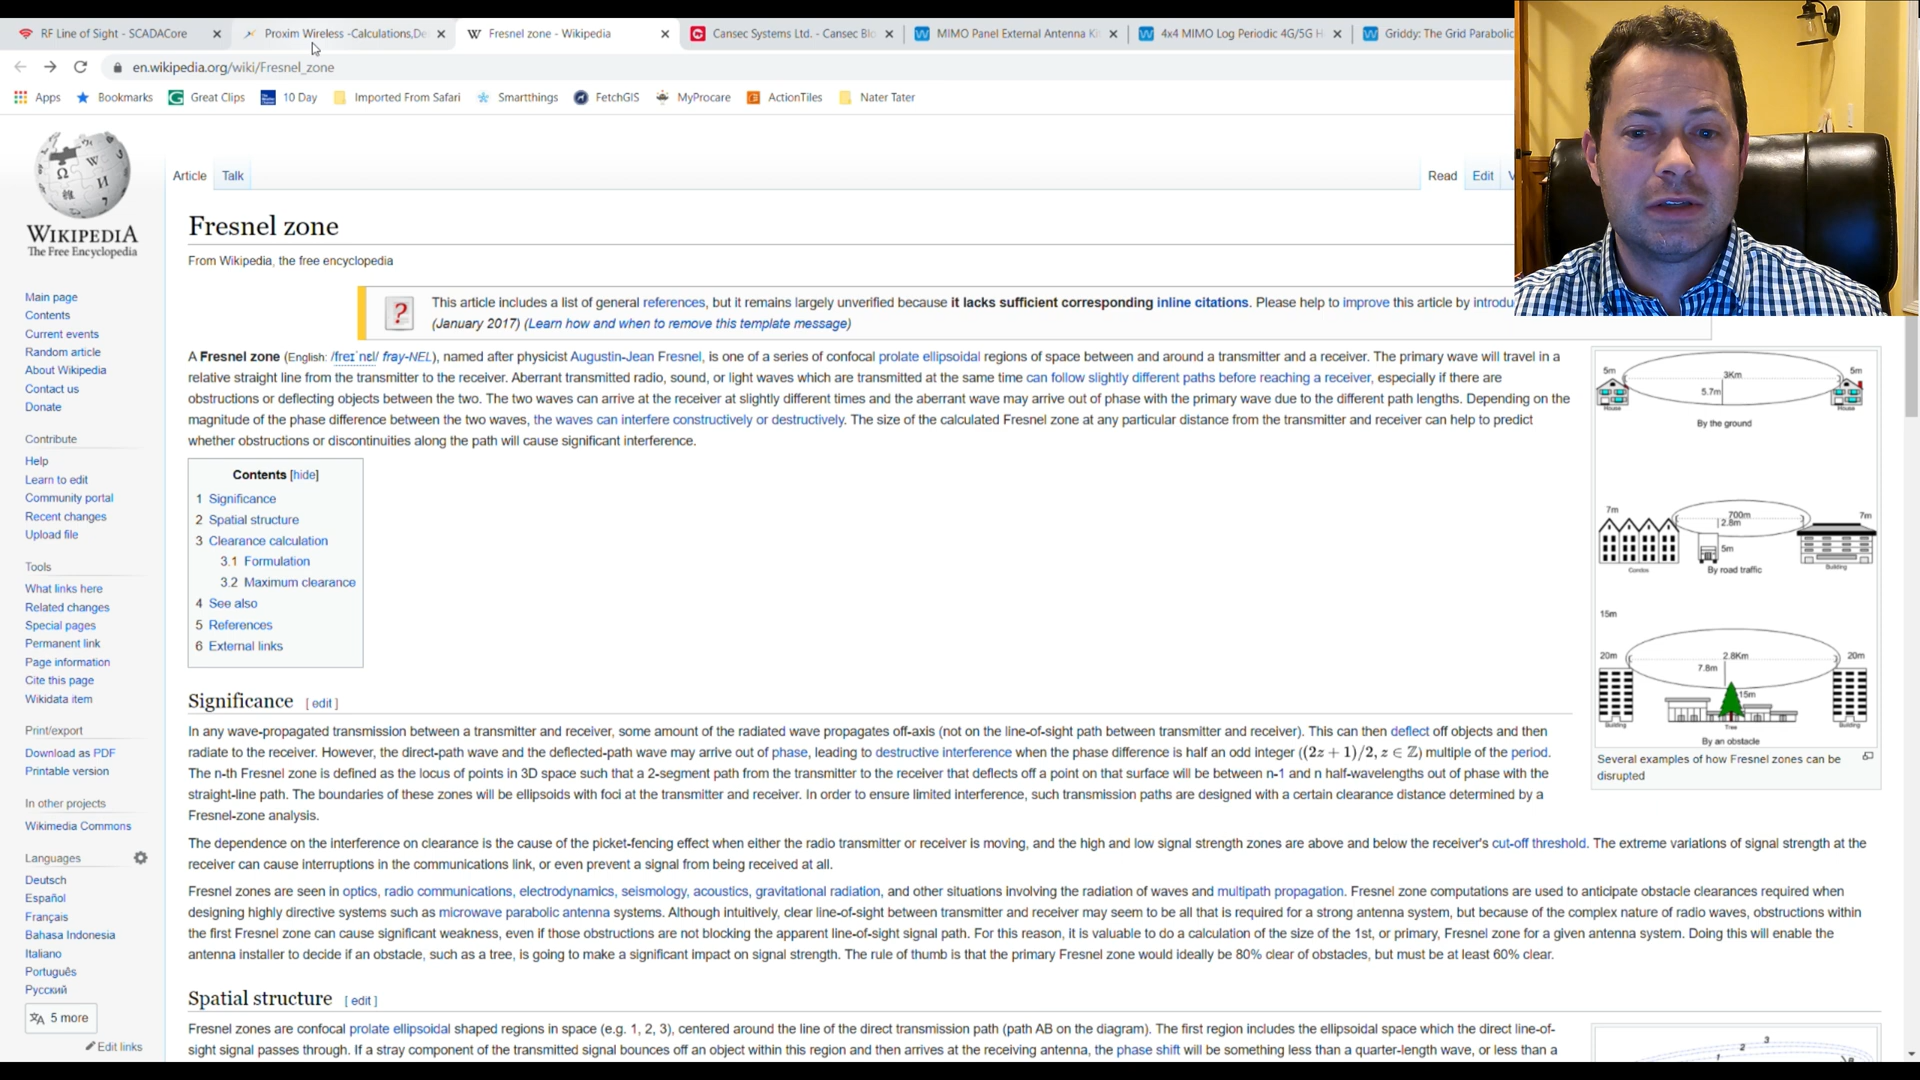 RF Line of Sight - SCADACore
Proxim Wireless -Calculations,De
Fresnel zone - Wikipedia
Cansec Systems Ltd. - Cansec Blo
MIMO Panel External Antenna Ki
4x4 MIMO Log Periodic 4G/5G H
Griddy: The Grid Parabolic
en.wikipedia.org/wiki/Fresnel_zone
Apps
Bookmarks
Great Clips
10 Day
Imported From Safari
Smartthings
FetchGIS
MyProcare
ActionTiles
Nater Tater
WIKIPEDIA
The Free Encyclopedia
Main page
Contents
Current events
Random article
About Wikipedia
Contact us
Donate
Contribute
Help
Learn to edit
Community portal
Recent changes
Upload file
Tools
What links here
Related changes
Special pages
Permanent link
Page information
Cite this page
Wikidata item
Print/export
Download as PDF
Printable version
In other projects
Wikimedia Commons
Languages
Deutsch
Español
Français
Bahasa Indonesia
Italiano
Português
Русский
5 more
Edit links
Article
Talk
Read
Edit
Fresnel zone
From Wikipedia, the free encyclopedia
This article includes a list of general references, but it remains largely unverified because it lacks sufficient corresponding inline citations. Please help to improve this article by introdu
(January 2017) (Learn how and when to remove this template message)
A Fresnel zone (English: /freɪˈnɛl/ fray-NEL), named after physicist Augustin-Jean Fresnel, is one of a series of confocal prolate ellipsoidal regions of space between and around a transmitter and a receiver. The primary wave will travel in a
relative straight line from the transmitter to the receiver. Aberrant transmitted radio, sound, or light waves which are transmitted at the same time can follow slightly different paths before reaching a receiver, especially if there are
obstructions or deflecting objects between the two. The two waves can arrive at the receiver at slightly different times and the aberrant wave may arrive out of phase with the primary wave due to the different path lengths. Depending on the
magnitude of the phase difference between the two waves, the waves can interfere constructively or destructively. The size of the calculated Fresnel zone at any particular distance from the transmitter and receiver can help to predict
whether obstructions or discontinuities along the path will cause significant interference.
Contents [hide]
1 Significance
2 Spatial structure
3 Clearance calculation
3.1 Formulation
3.2 Maximum clearance
4 See also
5 References
6 External links
5m
3Km
5m
5.7m
House
House
By the ground
7m
700m
7m
2.8m
5m
Condos
Building
By road traffic
15m
20m
2.8Km
20m
7.8m
15m
Building
Tree
Building
By an obstacle
Several examples of how Fresnel zones can be
disrupted
Significance [ edit ]
In any wave-propagated transmission between a transmitter and receiver, some amount of the radiated wave propagates off-axis (not on the line-of-sight path between transmitter and receiver). This can then deflect off objects and then
radiate to the receiver. However, the direct-path wave and the deflected-path wave may arrive out of phase, leading to destructive interference when the phase difference is half an odd integer ((2z + 1)/2, z ∈ ℤ) multiple of the period.
The n-th Fresnel zone is defined as the locus of points in 3D space such that a 2-segment path from the transmitter to the receiver that deflects off a point on that surface will be between n-1 and n half-wavelengths out of phase with the
straight-line path. The boundaries of these zones will be ellipsoids with foci at the transmitter and receiver. In order to ensure limited interference, such transmission paths are designed with a certain clearance distance determined by a
Fresnel-zone analysis.
The dependence on the interference on clearance is the cause of the picket-fencing effect when either the radio transmitter or receiver is moving, and the high and low signal strength zones are above and below the receiver's cut-off threshold. The extreme variations of signal strength at the
receiver can cause interruptions in the communications link, or even prevent a signal from being received at all.
Fresnel zones are seen in optics, radio communications, electrodynamics, seismology, acoustics, gravitational radiation, and other situations involving the radiation of waves and multipath propagation. Fresnel zone computations are used to anticipate obstacle clearances required when
designing highly directive systems such as microwave parabolic antenna systems. Although intuitively, clear line-of-sight between transmitter and receiver may seem to be all that is required for a strong antenna system, but because of the complex nature of radio waves, obstructions within
the first Fresnel zone can cause significant weakness, even if those obstructions are not blocking the apparent line-of-sight signal path. For this reason, it is valuable to do a calculation of the size of the 1st, or primary, Fresnel zone for a given antenna system. Doing this will enable the
antenna installer to decide if an obstacle, such as a tree, is going to make a significant impact on signal strength. The rule of thumb is that the primary Fresnel zone would ideally be 80% clear of obstacles, but must be at least 60% clear.
Spatial structure [ edit ]
Fresnel zones are confocal prolate ellipsoidal shaped regions in space (e.g. 1, 2, 3), centered around the line of the direct transmission path (path AB on the diagram). The first region includes the ellipsoidal space which the direct line-of-
sight signal passes through. If a stray component of the transmitted signal bounces off an object within this region and then arrives at the receiving antenna, the phase shift will be something less than a quarter-length wave, or less than a
1 2 3